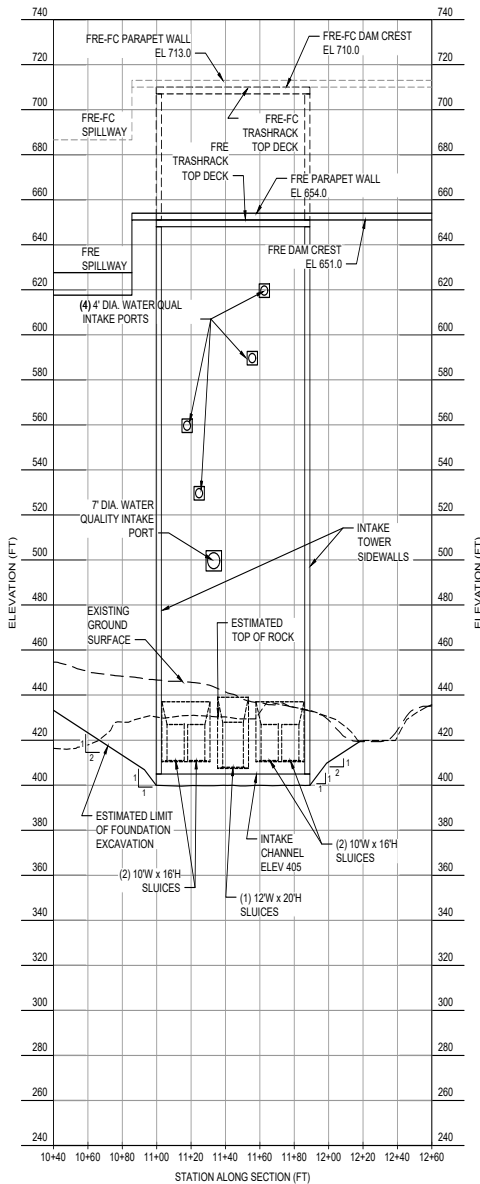 740
740
FRE-FC PARAPET WALL
EL 713.0
FRE-FC DAM CREST
EL 710.0
720
720
700
700
FRE-FC
SPILLWAY
FRE-FC
TRASHRACK
TOP DECK
FRE
TRASHRACK
TOP DECK
680
680
FRE PARAPET WALL
EL 654.0
660
660
640
640
FRE
SPILLWAY
FRE DAM CREST
EL 651.0
620
620
(4) 4' DIA. WATER QUAL
INTAKE PORTS
600
600
580
580
560
560
540
540
7' DIA. WATER
QUALITY INTAKE
PORT
520
520
INTAKE
TOWER
SIDEWALLS
500
500
ELEVATION (FT)
ELEVATION (FT)
480
480
EXISTING
GROUND
SURFACE
ESTIMATED
TOP OF ROCK
460
460
440
440
420
420
1
2
1
1
1
1
1
2
400
400
ESTIMATED LIMIT
OF FOUNDATION
EXCAVATION
INTAKE
CHANNEL
ELEV 405
380
380
(2) 10'W x 16'H
SLUICES
(2) 10'W x 16'H
SLUICES
(1) 12'W x 20'H
SLUICES
360
360
340
340
320
320
300
300
280
280
260
260
240
240
10+40 10+60 10+80 11+00 11+20 11+40 11+60 11+80 12+00 12+20 12+40 12+60
STATION ALONG SECTION (FT)